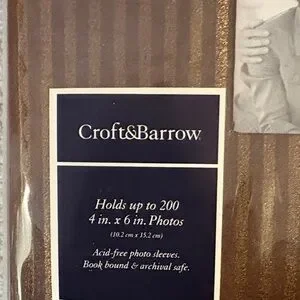 Croft&Barrow
Holds up to 200
4 in. x 6 in. Photos
(10.2 cm x 15.2 cm)
Acid-free photo sleeves.
Book bound & archival safe.